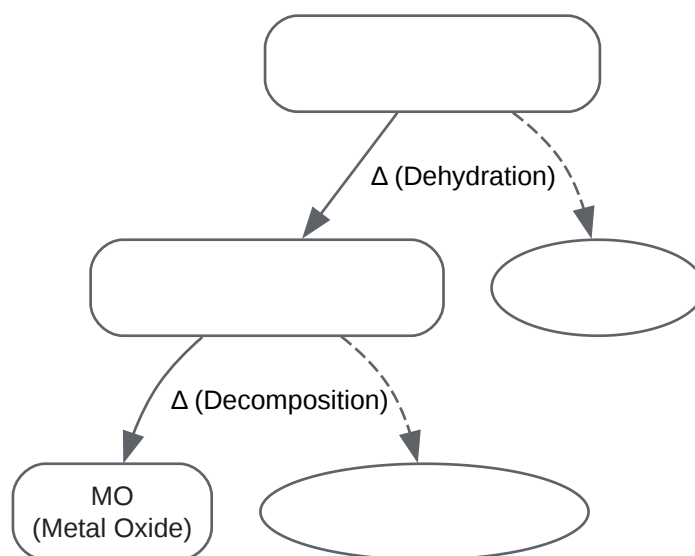 Δ (Dehydration)
Δ (Decomposition)
MO
(Metal Oxide)